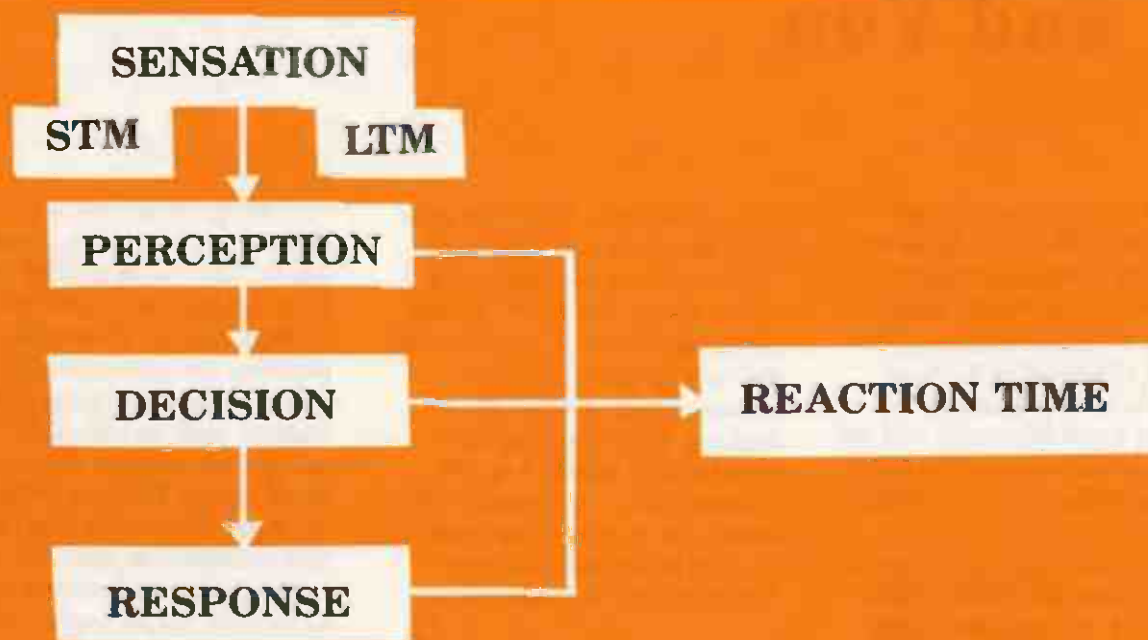 SENSATION
STM
LTM
PERCEPTION
DECISION
REACTION TIME
RESPONSE